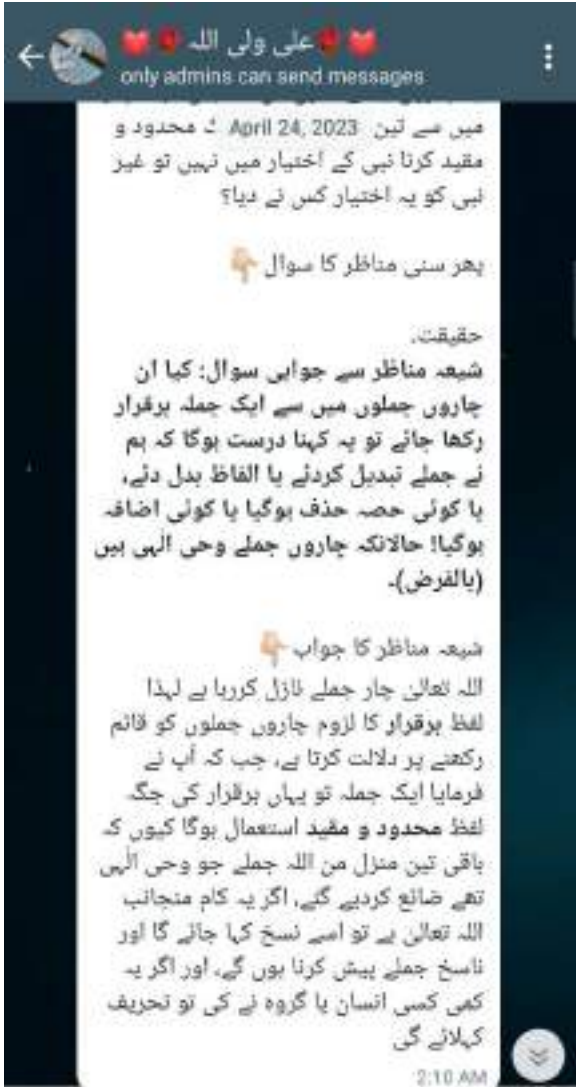 علی ولی اللہ
only admins can send messages
میں سے تین
April 24, 2023
محدود و
مقید کرنا نبی کے اختیار میں نہیں تو غیر
نبی کو یہ اختیار کس نے دیا؟
پھر سنی مناظر کا سوال 👇🏼
حقیقت۔
شیعہ مناظر سے جوابی سوال: کیا ان
چاروں جملوں میں سے ایک جملہ برقرار
رکھا جائے تو یہ کہنا درست ہوگا کہ ہم
نے جملے تبدیل کردئے یا الفاظ بدل دئے،
یا کوئی حصہ حذف ہوگیا یا کوئی اضافہ
ہوگیا! حالانکہ چاروں جملے وحی الٰہی ہیں
(بالفرض)۔
شیعہ مناظر کا جواب 👇🏼
اللہ تعالیٰ چار جملے نازل کررہا ہے لہذا
لفظ برقرار کا لزوم چاروں جملوں کو قائم
رکھنے پر دلالت کرتا ہے، جب کہ آپ نے
فرمایا ایک جملہ تو یہاں برقرار کی جگہ
لفظ محدود و مقید استعمال ہوگا کیوں کہ
باقی تین منزل من اللہ جملے جو وحی الٰہی
تھے ضائع کردیے گئے، اگر یہ کام منجانب
اللہ تعالیٰ ہے تو اسے نسخ کہا جائے گا اور
ناسخ جملے پیش کرنا ہوں گے، اور اگر یہ
کمی کسی انسان یا گروہ نے کی تو تحریف
کہلائے گی
2:10 AM